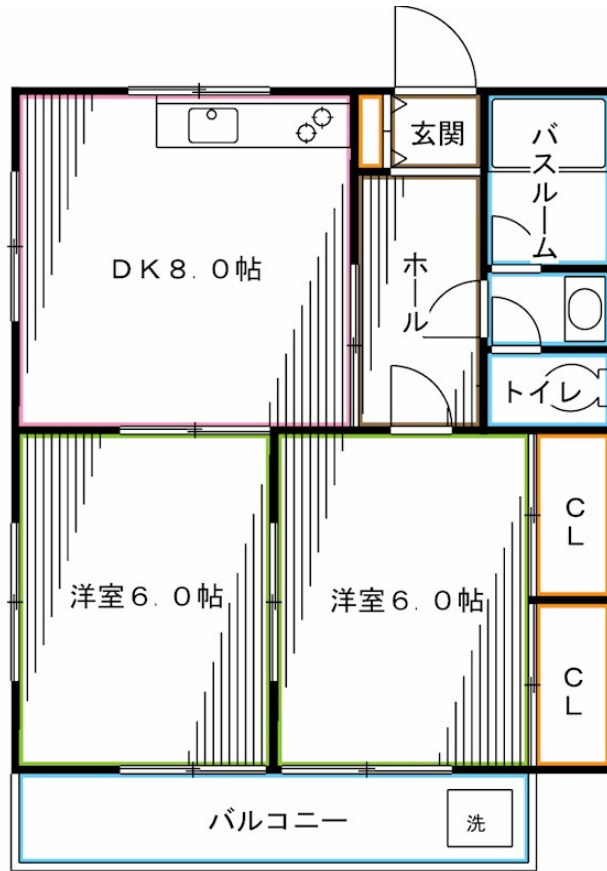 玄関
バスルーム
DK8.0帖
ホール
トイレ
洋室6.0帖
洋室6.0帖
CL
CL
バルコニー
洗